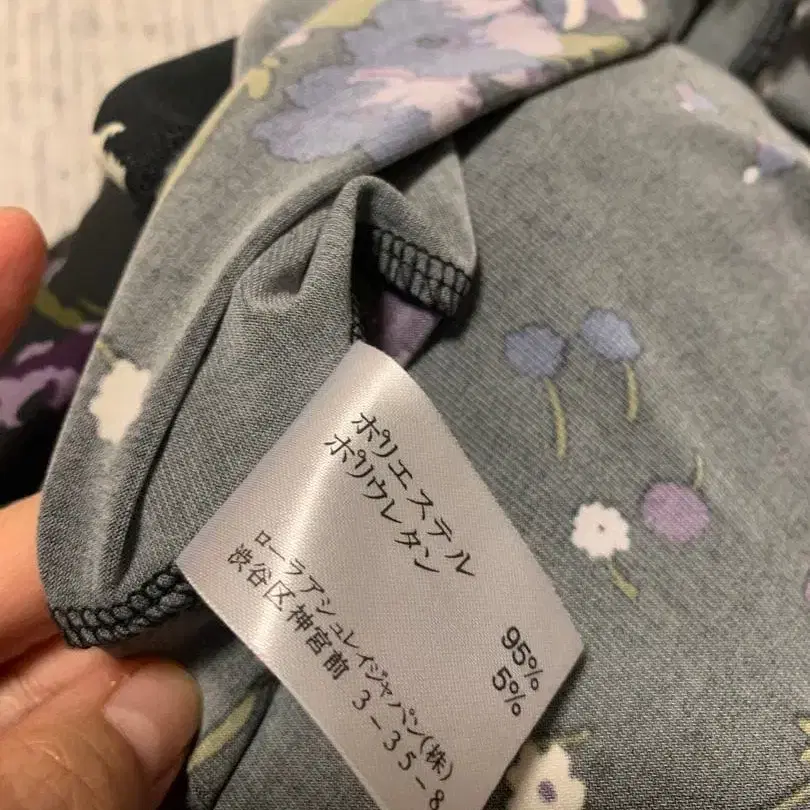 ポリエステル 95%
ポリウレタン 5%
ローラアシュレイジャパン(株)
渋谷区神宮前 3-35-8